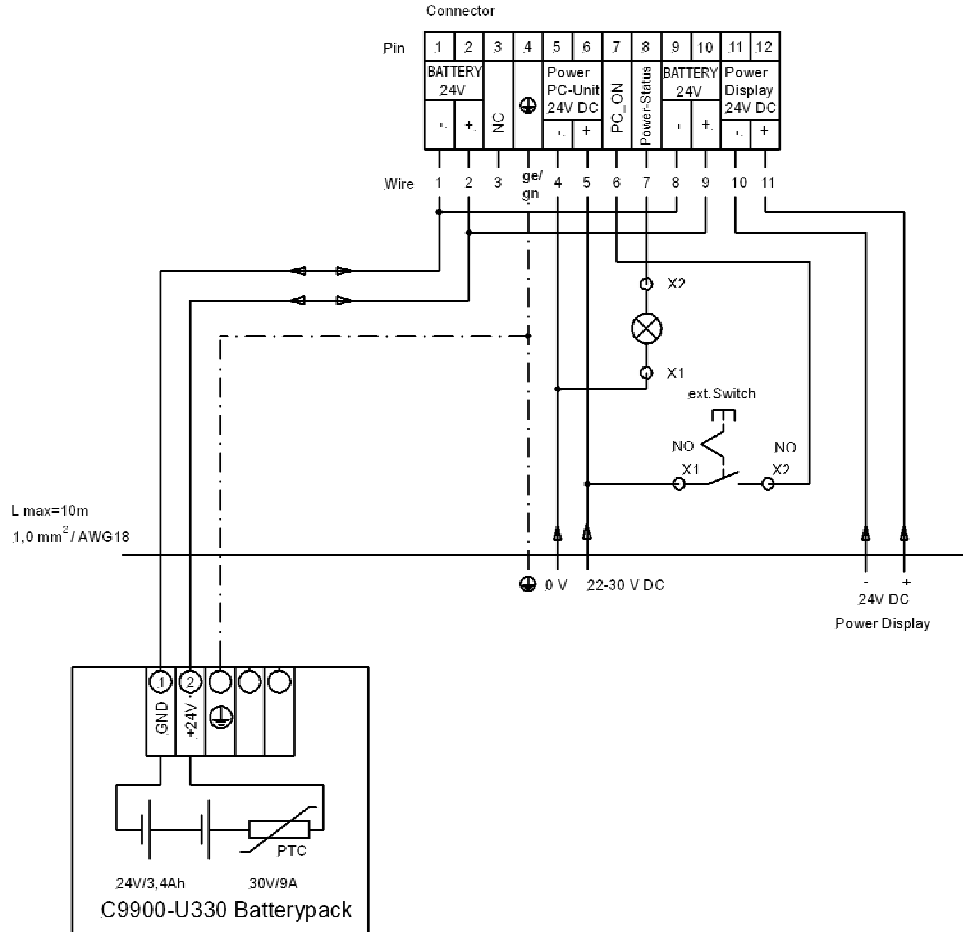 Connector
Pin 1 2 3 4 5 6 7 8 9 10 11 12
BATTERY 24V - +
NC
Power PC-Unit 24V DC - +
PC_ON
Power-Status
BATTERY 24V - +
Power Display 24V DC - +
Wire 1 2 3 ge/gn 4 5 6 7 8 9 10 11
X2
X1
ext.Switch
NO NO
X1 X2
L max=10m
1,0 mm²/AWG18
0 V 22-30 V DC
- +
24V DC
Power Display
1 2
GND +24V
PTC
24V/3,4Ah 30V/9A
C9900-U330 Batterypack